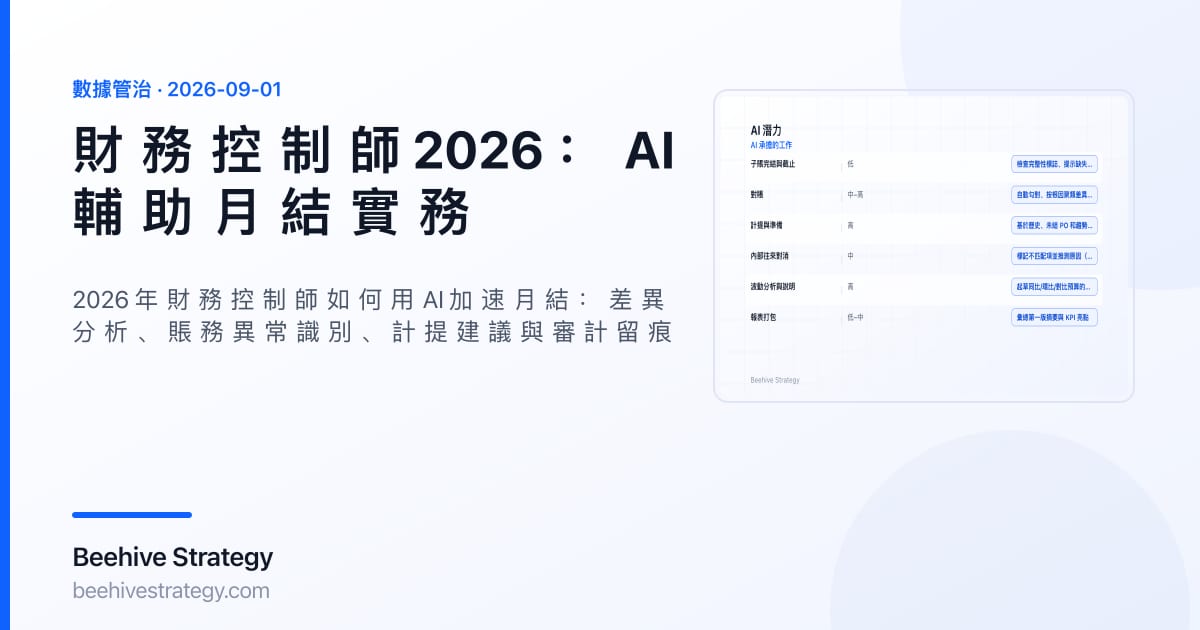 數據管治 · 2026-09-01
財務控制師2026： AI
輔助月結實務
2026年財務控制師如何用AI加速月結： 差異
分析、賬務異常識別、計提建議與審計留痕
AI 潛力
AI 承擔的工作
子賬完結與截止 低 檢查完整性標誌、提示缺失…
對賬 中–高 自動勾對、按根因聚類差異…
計提與準備 高 基於歷史、未結 PO 和趨勢…
內部往來對消 中 標記不匹配項並推測原因（…
波動分析與說明 高 起草同比/環比/對比預算的…
報表打包 低–中 彙總第一版摘要與 KPI 亮點
Beehive Strategy
Beehive Strategy
beehivestrategy.com